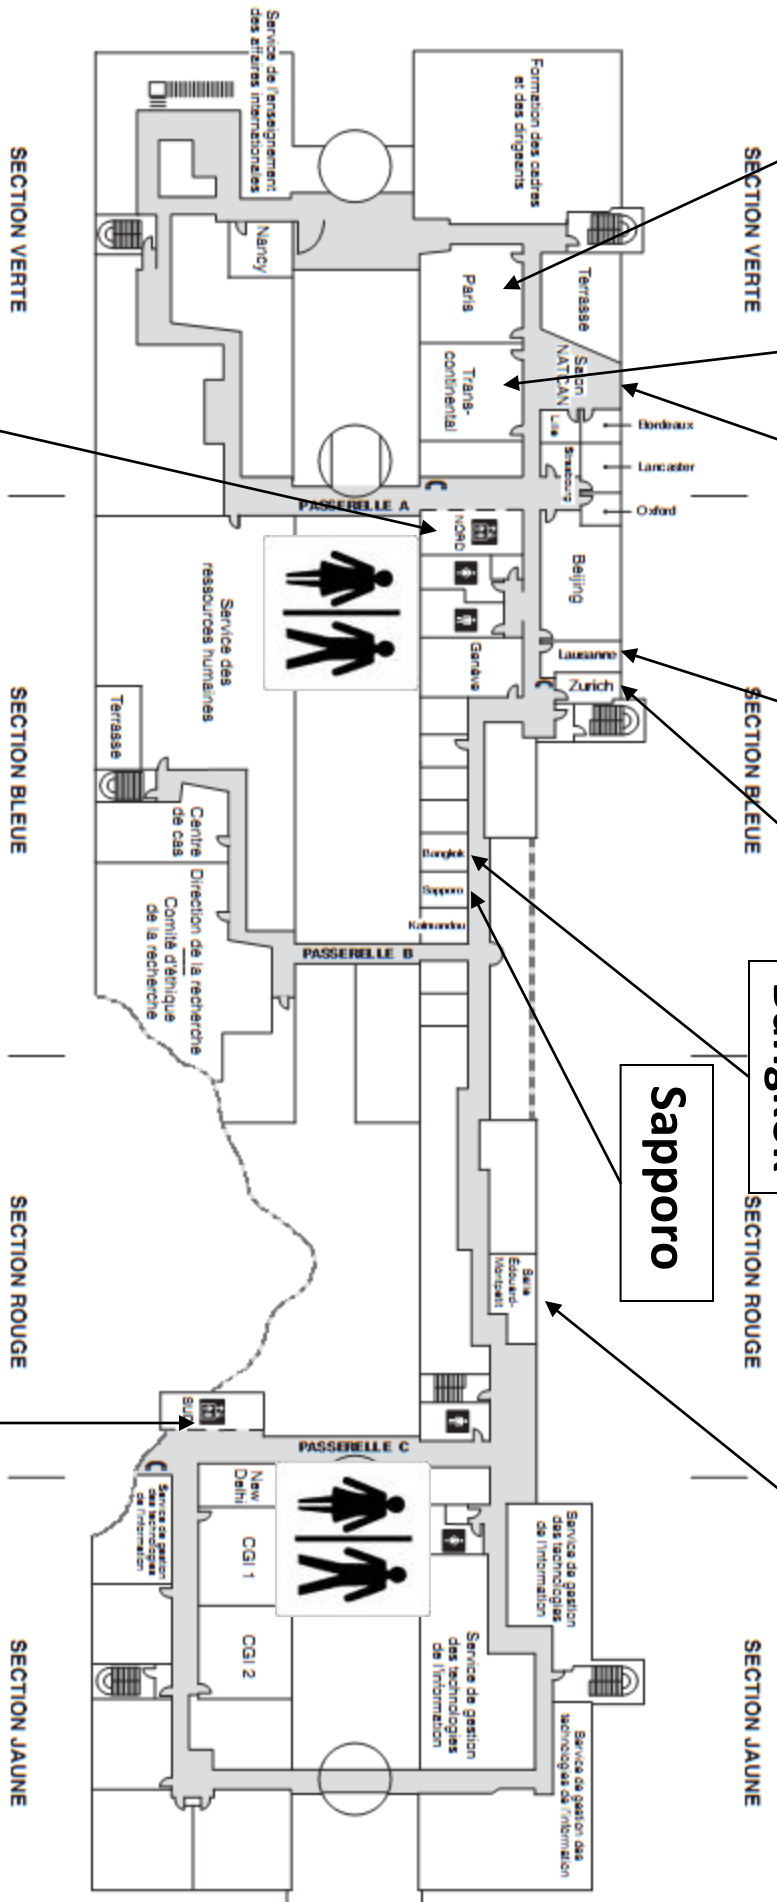 SECTION VERTE
SECTION BLEUE
SECTION ROUGE
SECTION JAUNE
Formation des cadres
et des dirigeants
Terrasse
Salon
NATCAN
Bordeaux
Lancaster
Oxford
Lille
Strasbourg
Beijing
Lausanne
Zurich
Paris
Trans-
continental
NORD
Genève
Bangkok
Sapporo
Katmandou
Sapporo
Salle
Édouard-
Montpetit
Service de gestion
des technologies
de l'information
Service de gestion des
technologies de l'information
Service de gestion
des technologies
de l'information
PASSERELLE A
PASSERELLE B
PASSERELLE C
Service de l'enseignement
des affaires internationales
Nancy
Service des
ressources humaines
Terrasse
Centre
de cas
Direction de la recherche
Comité d'éthique
de la recherche
SUD
New
Delhi
CGI 1
CGI 2
Service de gestion
des technologies
de l'information
SECTION VERTE
SECTION BLEUE
SECTION ROUGE
SECTION JAUNE